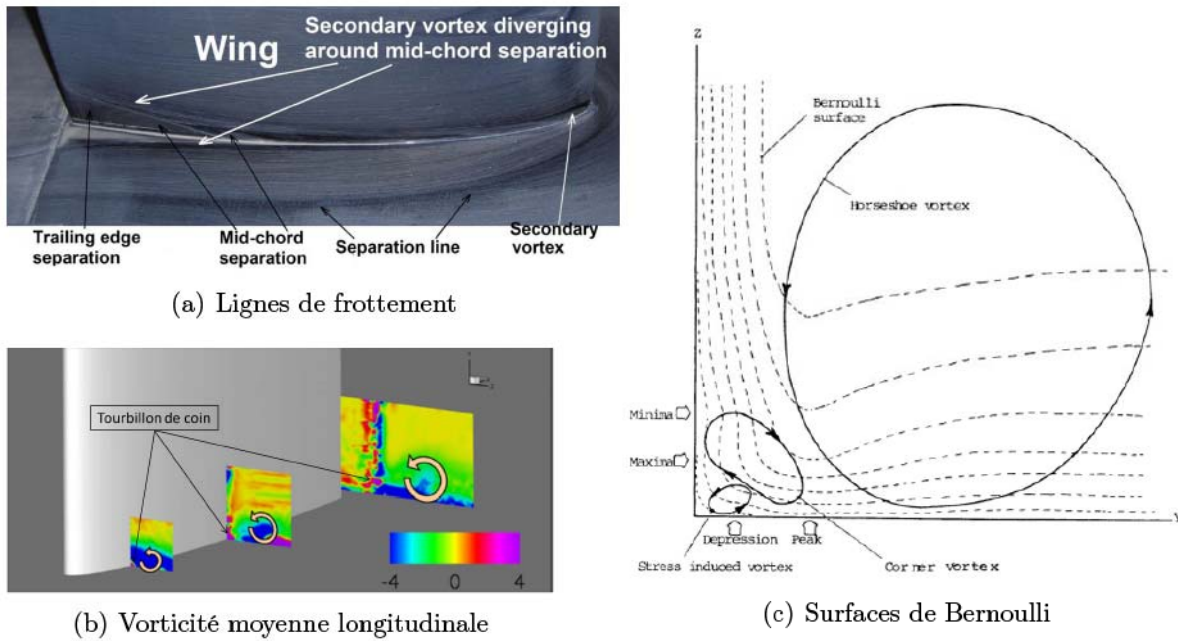 Wing
Secondary vortex diverging
around mid-chord separation
Trailing edge
separation
Mid-chord
separation
Separation line
Secondary
vortex
(a) Lignes de frottement
Tourbillon de coin
-4 0 4
(b) Vorticité moyenne longitudinale
Z
Bernoulli
surface
Horseshoe vortex
Minima
Maxima
Y
Depression
Peak
Stress induced vortex
Corner vortex
(c) Surfaces de Bernoulli